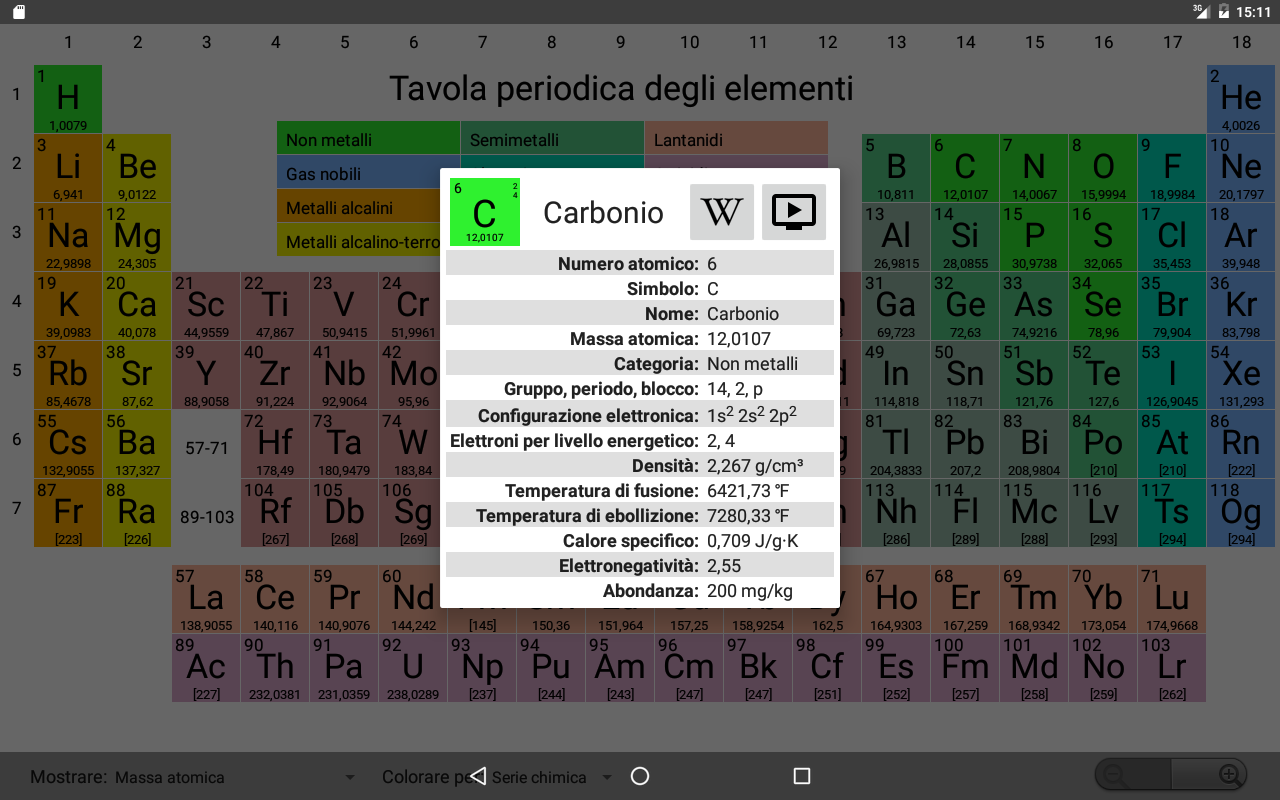 3G 15:11
1 2 3 4 5 6 7 8 9 10 11 12 13 14 15 16 17 18
Tavola periodica degli elementi
1 1 H 1,0079 2 He 4,0026
Non metalli Semimetalli Lantanidi
Gas nobili
Metalli alcalini
Metalli alcalino-terro
2 3 Li 6,941 4 Be 9,0122 5 B 10,811 6 C 12,0107 7 N 14,0067 8 O 15,9994 9 F 18,9984 10 Ne 20,1797
3 11 Na 22,9898 12 Mg 24,305 13 Al 26,9815 14 Si 28,0855 15 P 30,9738 16 S 32,065 17 Cl 35,453 18 Ar 39,948
4 19 K 39,0983 20 Ca 40,078 21 Sc 44,9559 22 Ti 47,867 23 V 50,9415 24 Cr 51,9961 31 Ga 69,723 32 Ge 72,63 33 As 74,9216 34 Se 78,96 35 Br 79,904 36 Kr 83,798
5 37 Rb 85,4678 38 Sr 87,62 39 Y 88,9058 40 Zr 91,224 41 Nb 92,9064 42 Mo 95,96 49 In 114,818 50 Sn 118,71 51 Sb 121,76 52 Te 127,6 53 I 126,9045 54 Xe 131,293
6 55 Cs 132,9055 56 Ba 137,327 57-71 72 Hf 178,49 73 Ta 180,9479 74 W 183,84 81 Tl 204,3833 82 Pb 207,2 83 Bi 208,9804 84 Po [210] 85 At [210] 86 Rn [222]
7 87 Fr [223] 88 Ra [226] 89-103 104 Rf [267] 105 Db [268] 106 Sg [269] 113 Nh [286] 114 Fl [289] 115 Mc [288] 116 Lv [293] 117 Ts [294] 118 Og [294]
57 La 138,9055 58 Ce 140,116 59 Pr 140,9076 60 Nd 144,242 [145] 150,36 151,964 157,25 158,9254 162,5 67 Ho 164,9303 68 Er 167,259 69 Tm 168,9342 70 Yb 173,054 71 Lu 174,9668
89 Ac [227] 90 Th 232,0381 91 Pa 231,0359 92 U 238,0289 93 Np [237] 94 Pu [244] 95 Am [243] 96 Cm [247] 97 Bk [247] 98 Cf [251] 99 Es [252] 100 Fm [257] 101 Md [258] 102 No [259] 103 Lr [262]
6 2 4 C 12,0107 Carbonio W
Numero atomico: 6
Simbolo: C
Nome: Carbonio
Massa atomica: 12,0107
Categoria: Non metalli
Gruppo, periodo, blocco: 14, 2, p
Configurazione elettronica: 1s² 2s² 2p²
Elettroni per livello energetico: 2, 4
Densità: 2,267 g/cm³
Temperatura di fusione: 6421,73 °F
Temperatura di ebollizione: 7280,33 °F
Calore specifico: 0,709 J/g·K
Elettronegatività: 2,55
Abondanza: 200 mg/kg
Mostrare: Massa atomica Colorare pe Serie chimica